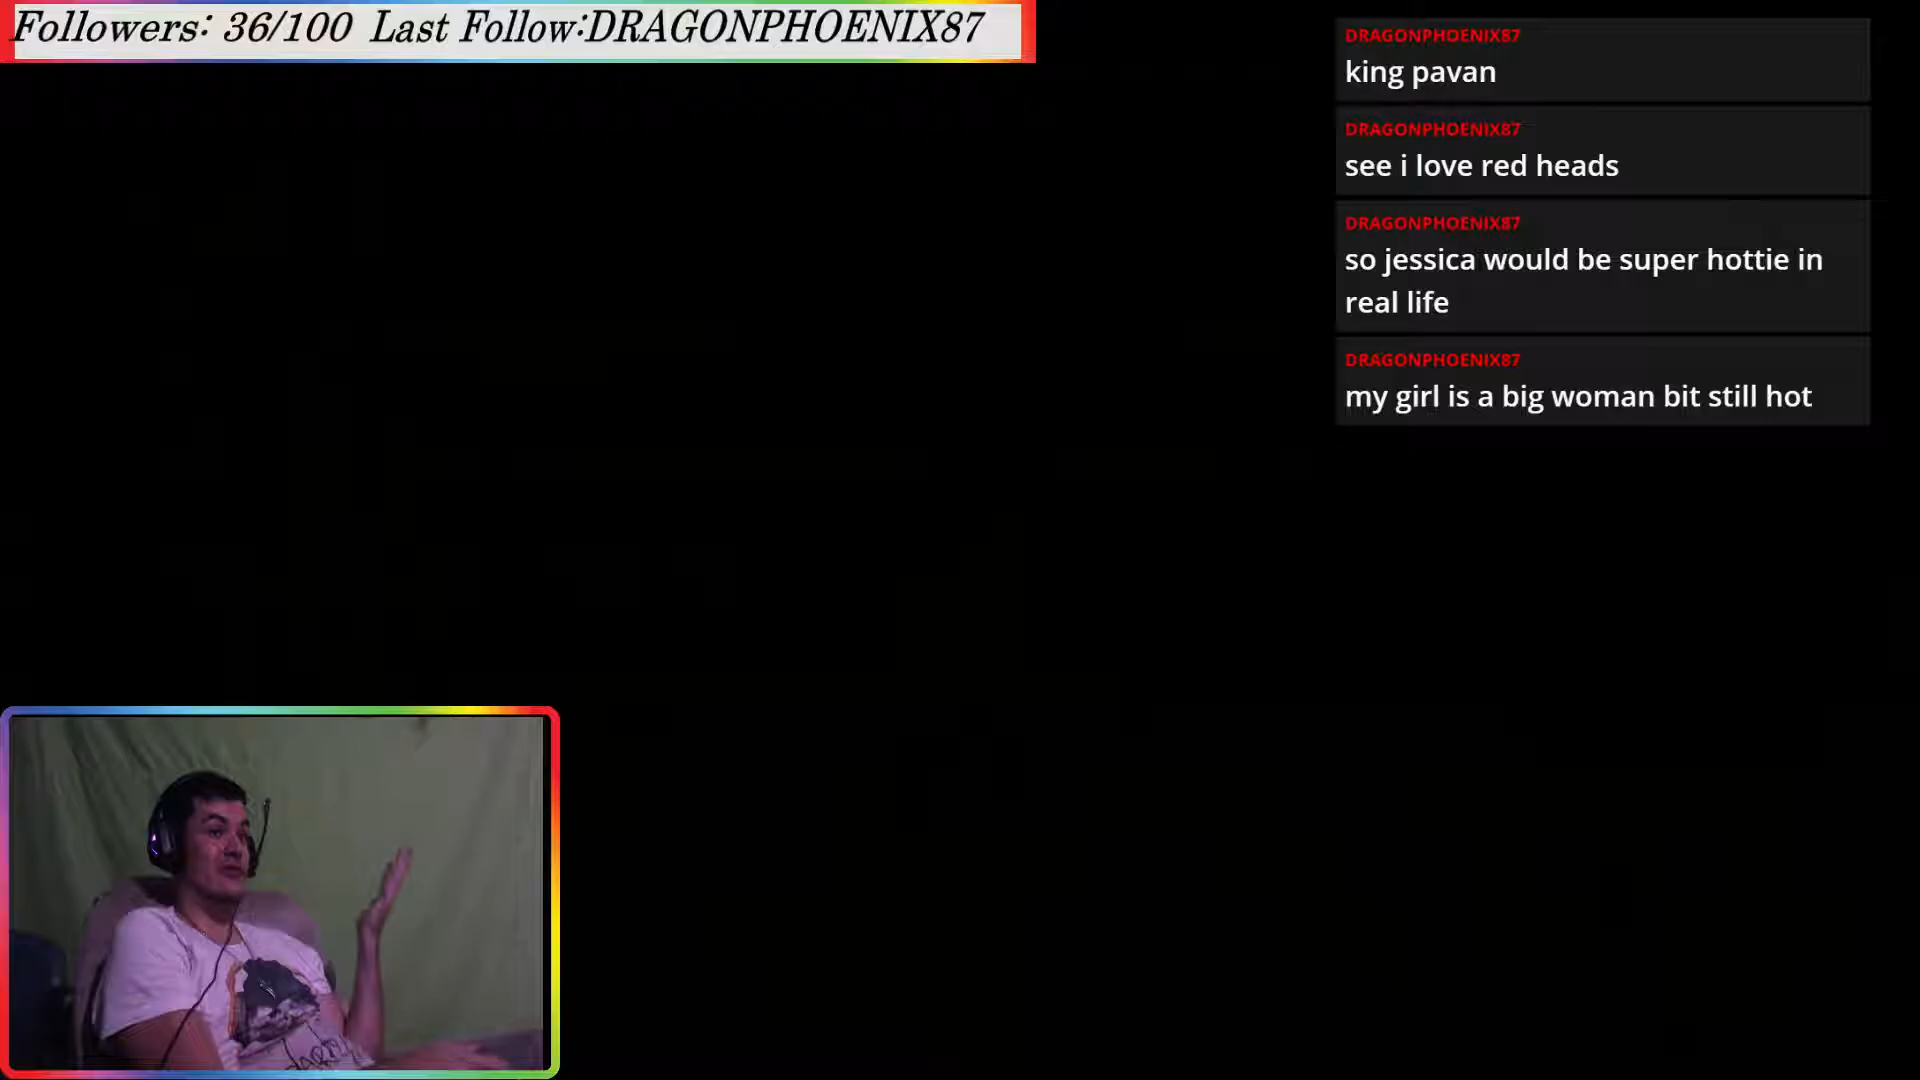 Followers: 36/100 Last Follow:DRAGONPHOENIX87
DRAGONPHOENIX87
king pavan
DRAGONPHOENIX87
see i love red heads
DRAGONPHOENIX87
so jessica would be super hottie in
real life
DRAGONPHOENIX87
my girl is a big woman bit still hot